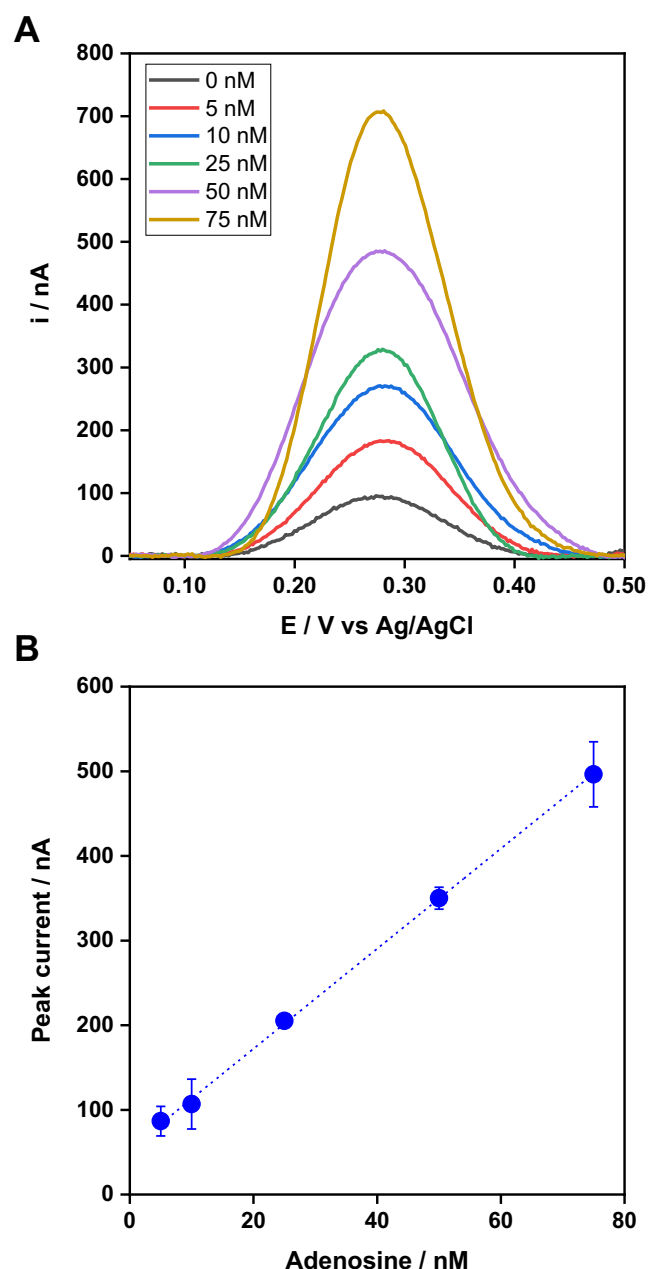 A
800
700
600
500
400
300
200
100
0
i / nA
0 nM
5 nM
10 nM
25 nM
50 nM
75 nM
0.10 0.20 0.30 0.40 0.50
E / V vs Ag/AgCl
B
600
500
400
300
200
100
0
Peak current / nA
0 20 40 60 80
Adenosine / nM